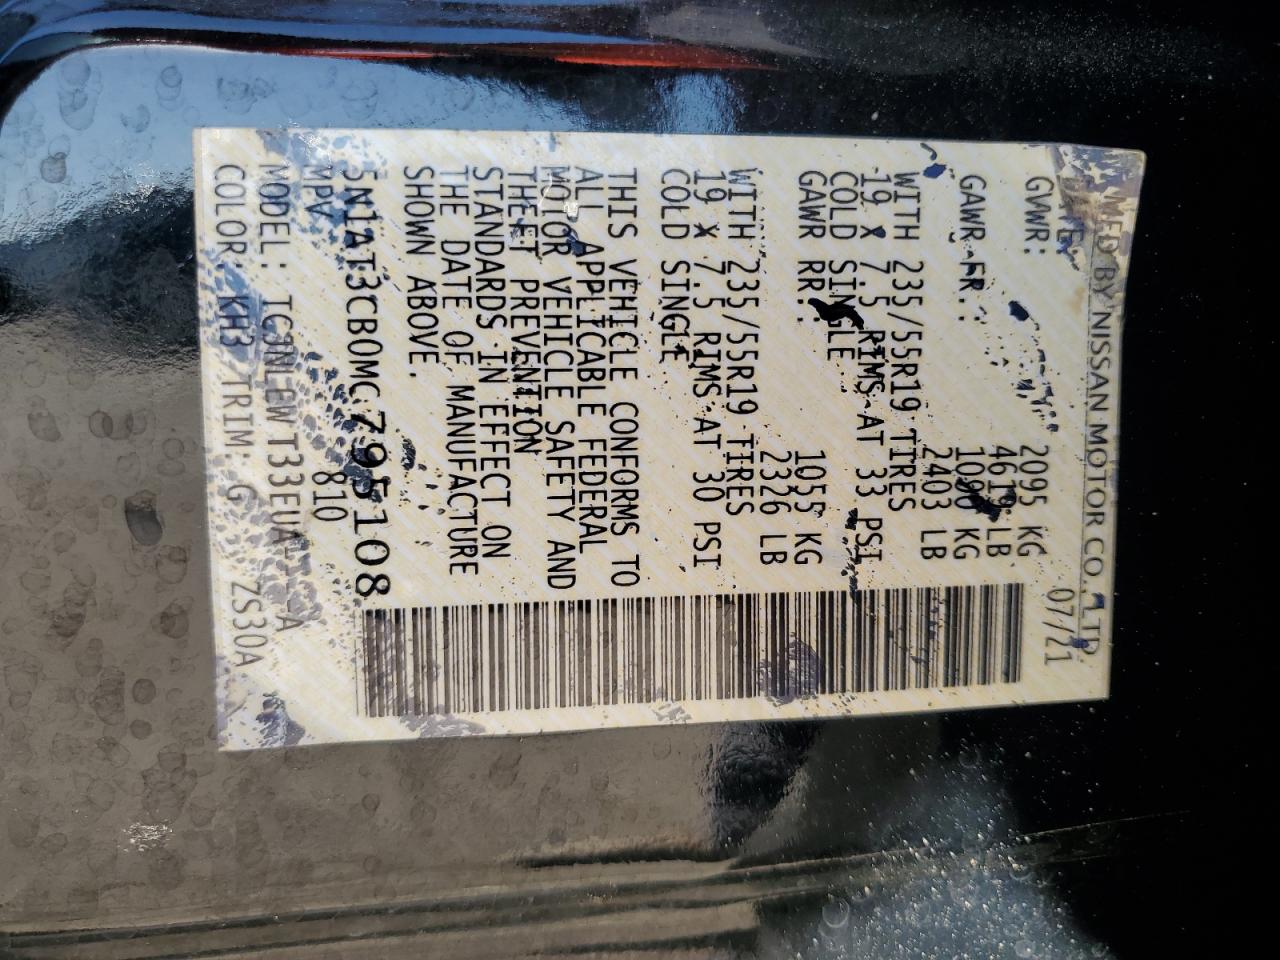 MFD BY NISSAN MOTOR CO., LTD.
DATE: 07/21
GVWR: 2095 KG
4619 LB
GAWR FR.: 1090 KG
2403 LB
WITH 235/55R19 TIRES
19 X 7.5 RIMS AT 33 PSI
COLD SINGLE
GAWR RR.: 1055 KG
2326 LB
WITH 235/55R19 TIRES
19 X 7.5 RIMS AT 30 PSI
COLD SINGLE
THIS VEHICLE CONFORMS TO
ALL APPLICABLE FEDERAL
MOTOR VEHICLE SAFETY AND
THEFT PREVENTION
STANDARDS IN EFFECT ON
THE DATE OF MANUFACTURE
SHOWN ABOVE.
5N1AT3CB0MC795108
MPV 810
MODEL:
COLOR: KH3 TRIM: G ZS30A